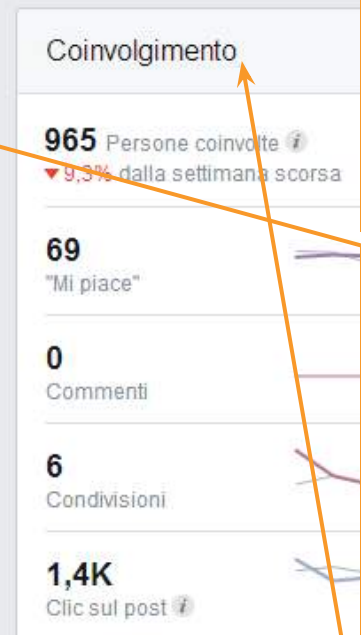 Coinvolgimento
965 Persone coinvolte i
▼ 9,3% dalla settimana scorsa
69
"Mi piace"
0
Commenti
6
Condivisioni
1,4K
Clic sul post i